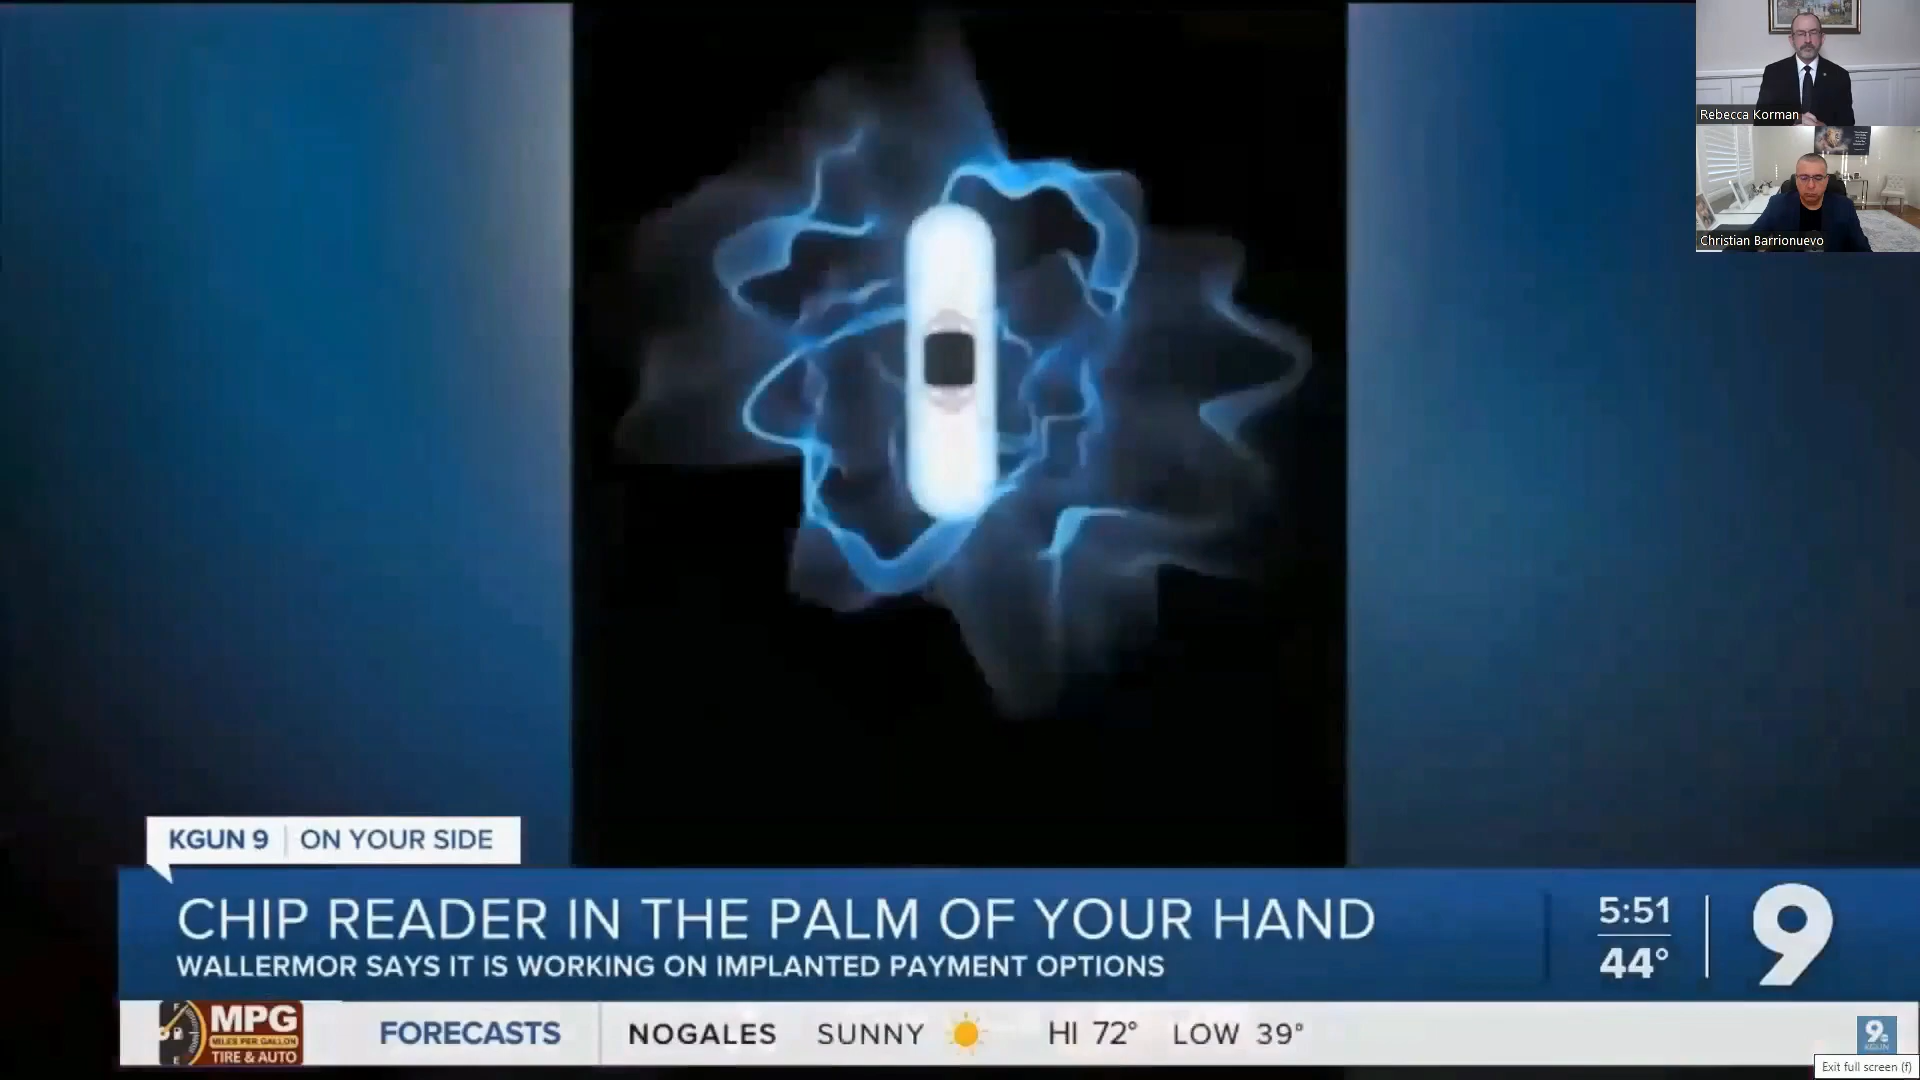 Rebecca Korman
Christian Barrionuevo
KGUN 9 ON YOUR SIDE
CHIP READER IN THE PALM OF YOUR HAND
WALLERMOR SAYS IT IS WORKING ON IMPLANTED PAYMENT OPTIONS
5:51
44°
9
F
E
MPG
MILES PER GALLON
TIRE & AUTO
FORECASTS NOGALES SUNNY HI 72° LOW 39°
9
KGUN
Exit full screen (f)